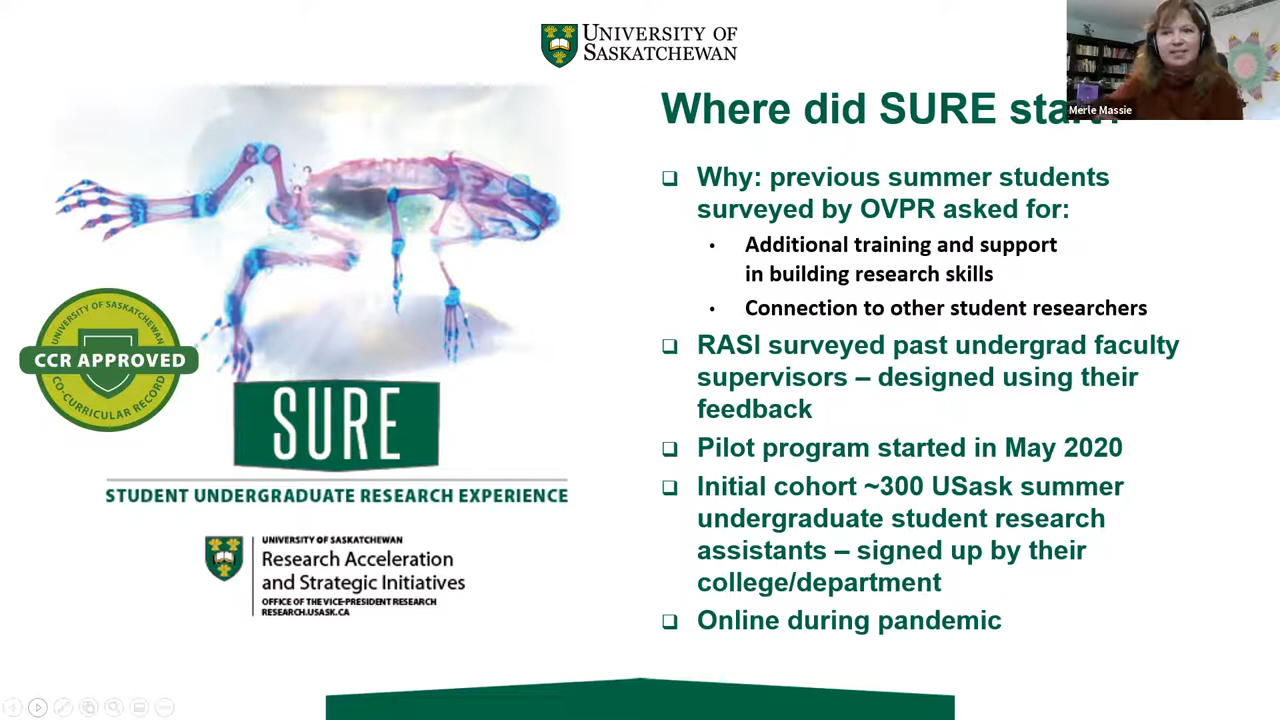 UNIVERSITY OF
SASKATCHEWAN
Merle Massie
Where did SURE star
Why: previous summer students
surveyed by OVPR asked for:
Additional training and support
in building research skills
Connection to other student researchers
RASI surveyed past undergrad faculty
supervisors – designed using their
feedback
Pilot program started in May 2020
Initial cohort ~300 USask summer
undergraduate student research
assistants – signed up by their
college/department
Online during pandemic
UNIVERSITY OF SASKATCHEWAN
CCR APPROVED
CO-CURRICULAR RECORD
SURE
STUDENT UNDERGRADUATE RESEARCH EXPERIENCE
UNIVERSITY OF SASKATCHEWAN
Research Acceleration
and Strategic Initiatives
OFFICE OF THE VICE-PRESIDENT RESEARCH
RESEARCH.USASK.CA